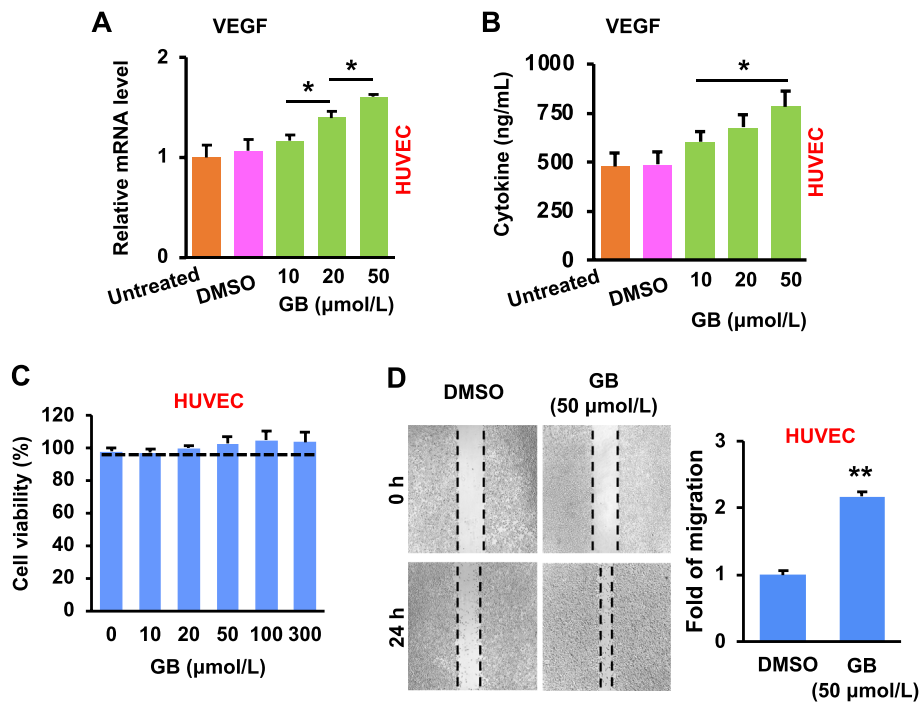 A
VEGF
Relative mRNA level
2
1
0
*
*
HUVEC
Untreated
DMSO
10
20
50
GB (µmol/L)
B
VEGF
Cytokine (ng/mL)
1000
750
500
250
0
*
HUVEC
Untreated
DMSO
10
20
50
GB (µmol/L)
C
HUVEC
Cell viability (%)
120
100
80
60
40
20
0
0
10
20
50
100
300
GB (µmol/L)
D
DMSO
GB
(50 µmol/L)
0 h
24 h
HUVEC
Fold of migration
3
2
1
0
**
DMSO
GB
(50 µmol/L)